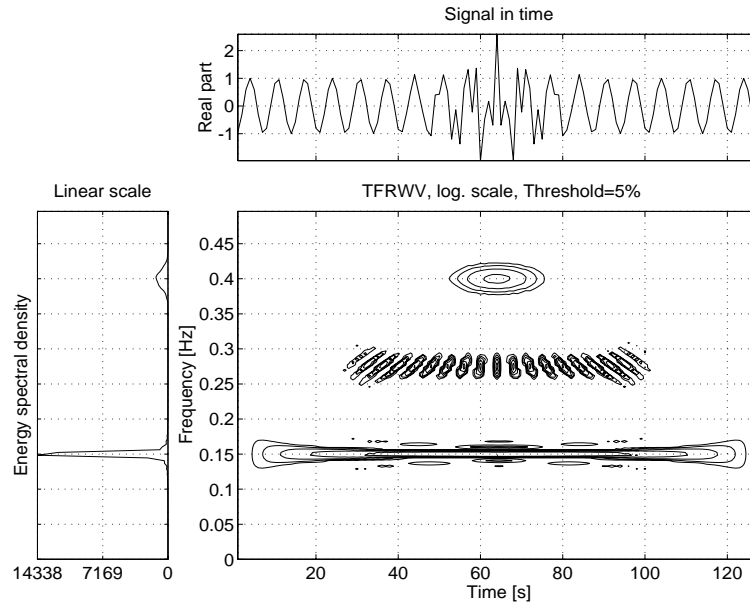 Signal in time
2
1
0
-1
Real part
Linear scale
TFRWV, log. scale, Threshold=5%
Energy spectral density
Frequency [Hz]
0.45
0.4
0.35
0.3
0.25
0.2
0.15
0.1
0.05
0
14338 7169 0
20 40 60 80 100 120
Time [s]